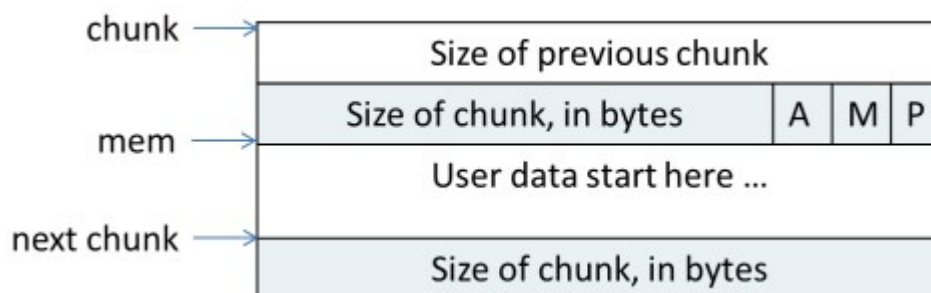 chunk
Size of previous chunk
Size of chunk, in bytes A M P
mem
User data start here ...
next chunk
Size of chunk, in bytes